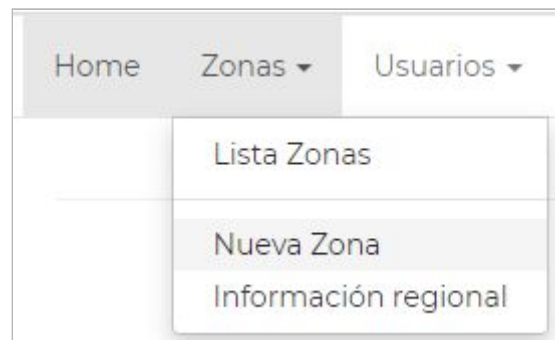 Home Zonas Usuarios
Lista Zonas
Nueva Zona
Información regional